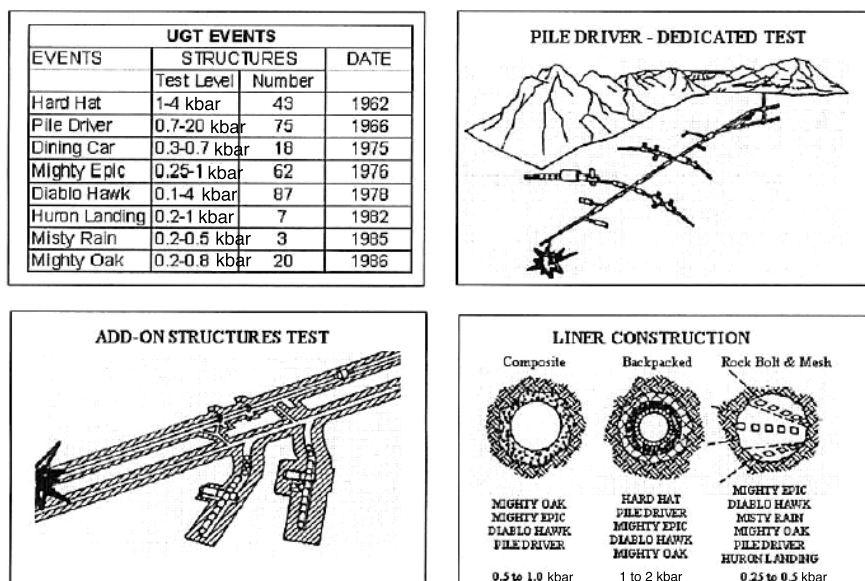 UGT EVENTS
EVENTS STRUCTURES DATE
Test Level Number
Hard Hat 1-4 kbar 43 1962
Pile Driver 0.7-20 kbar 75 1966
Dining Car 0.3-0.7 kbar 18 1975
Mighty Epic 0.25-1 kbar 62 1976
Diablo Hawk 0.1-4 kbar 87 1978
Huron Landing 0.2-1 kbar 7 1982
Misty Rain 0.2-0.5 kbar 3 1985
Mighty Oak 0.2-0.8 kbar 20 1986
PILE DRIVER - DEDICATED TEST
ADD-ON STRUCTURES TEST
LINER CONSTRUCTION
Composite Backpacked Rock Bolt & Mesh
MIGHTY OAK
MIGHTY EPIC
DIABLO HAWK
PILE DRIVER
0.5 to 1.0 kbar
HARD HAT
PILE DRIVER
MIGHTY EPIC
DIABLO HAWK
MIGHTY OAK
1 to 2 kbar
MIGHTY EPIC
DIABLO HAWK
MISTY RAIN
MIGHTY OAK
PILE DRIVER
HURON LANDING
0.25 to 0.5 kbar